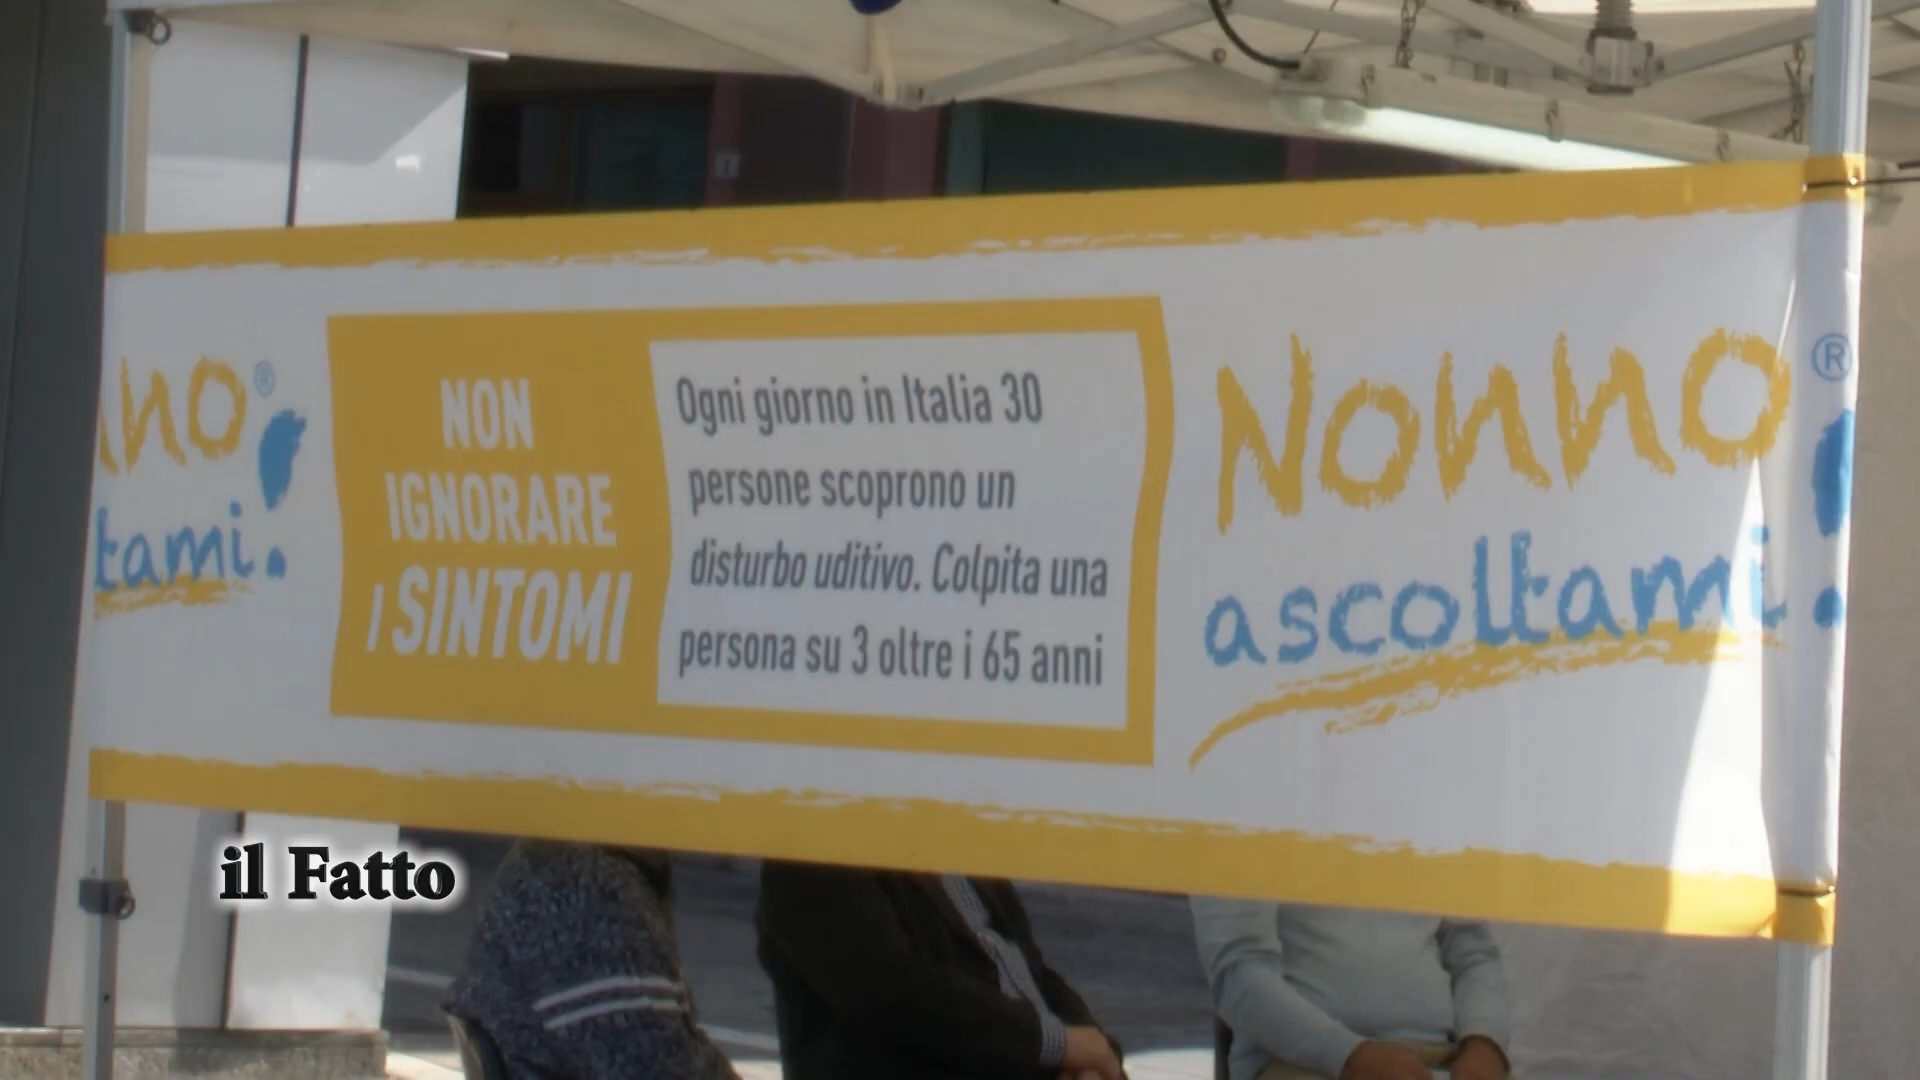 nno®
tami!
NON
IGNORARE
I SINTOMI
Ogni giorno in Italia 30
persone scoprono un
disturbo uditivo. Colpita una
persona su 3 oltre i 65 anni
Nonno®
ascoltami!
il Fatto